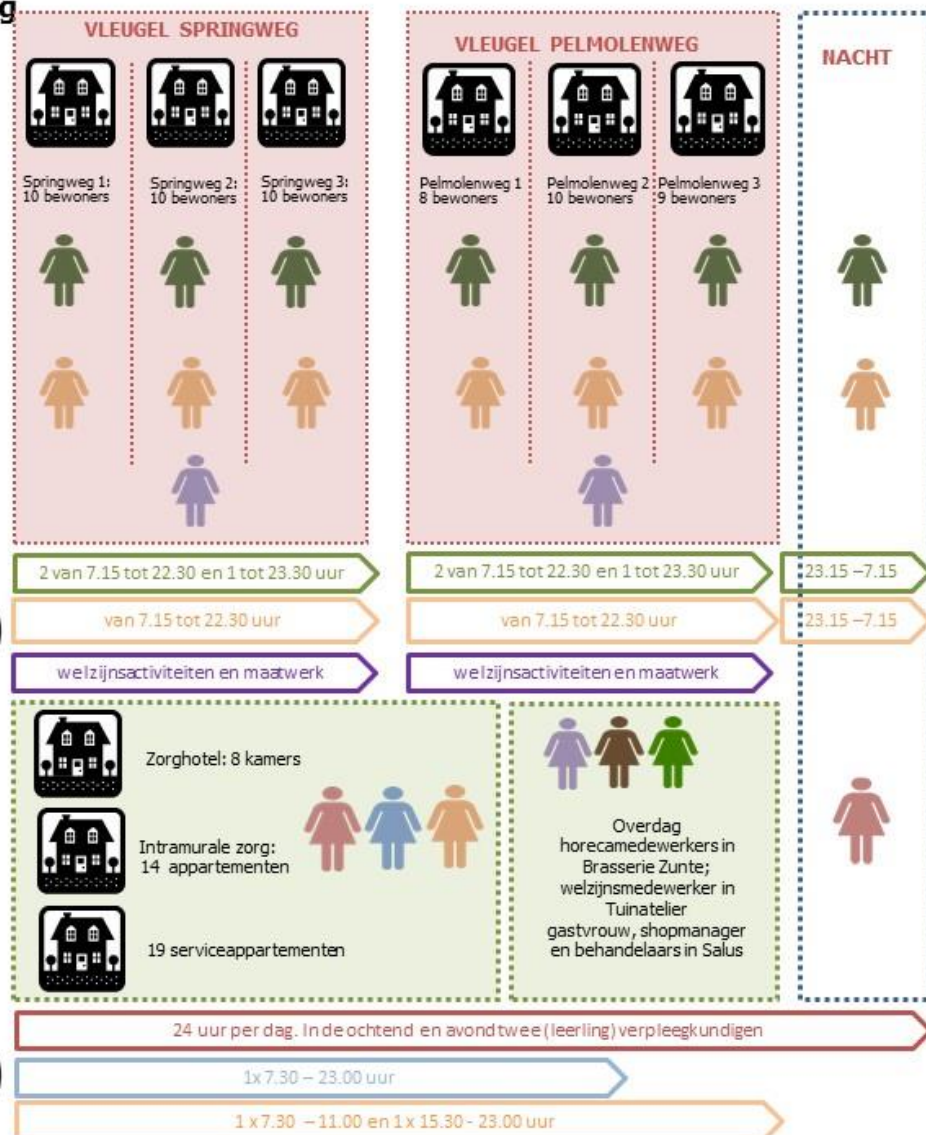 g
VLEUGEL SPRINGWEG
Springweg 1:
10 bewoners
Springweg 2:
10 bewoners
Springweg 3:
10 bewoners
VLEUGEL PELMOLENWEG
Pelmolenweg 1
8 bewoners
Pelmolenweg 2
10 bewoners
Pelmolenweg 3
9 bewoners
NACHT
2 van 7.15 tot 22.30 en 1 tot 23.30 uur
2 van 7.15 tot 22.30 en 1 tot 23.30 uur
23.15 –7.15
van 7.15 tot 22.30 uur
van 7.15 tot 22.30 uur
23.15 –7.15
)
welzijnsactiviteiten en maatwerk
welzijnsactiviteiten en maatwerk
Zorghotel: 8 kamers
Intramurale zorg:
14 appartementen
19 serviceappartementen
Overdag
horecamedewerkers in
Brasserie Zunte;
welzijnsmedewerker in
Tuinatelier
gastvrouw, shopmanager
en behandelaars in Salus
24 uur per dag. In de ochtend en avond twee (leerling) verpleegkundigen
)
1x 7.30 – 23.00 uur
1 x 7.30 – 11.00 en 1 x 15.30 - 23.00 uur